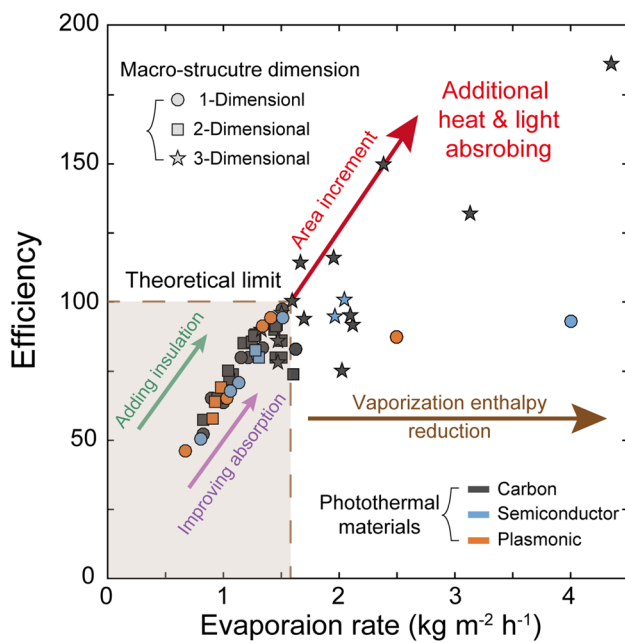 200
150
100
50
0
Efficiency
Macro-strucutre dimension
1-Dimensionl
2-Dimensional
3-Dimensional
Additional
heat & light
absrobing
Area increment
Theoretical limit
Adding insulation
Improving absorption
Vaporization enthalpy
reduction
Photothermal
materials
Carbon
Semiconductor
Plasmonic
0 1 2 3 4
Evaporaion rate (kg m⁻² h⁻¹)